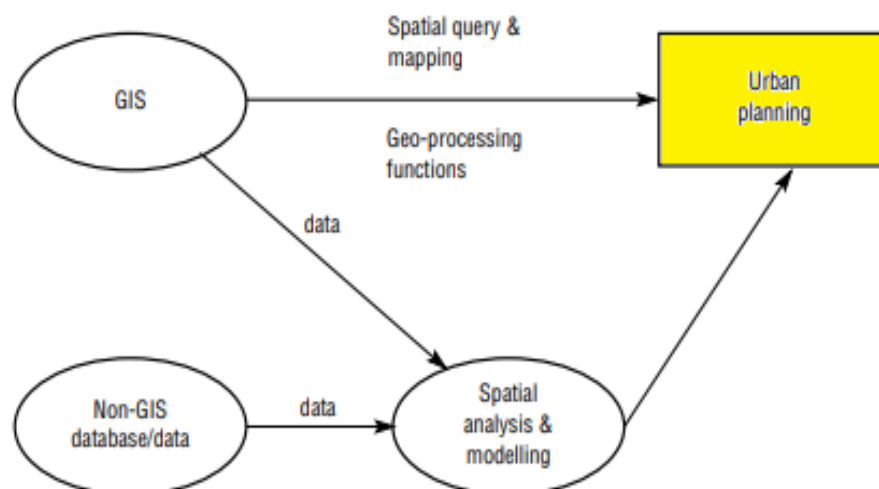 Spatial query &
mapping
GIS
Urban
planning
Geo-processing
functions
data
Non-GIS
database/data
data
Spatial
analysis &
modelling